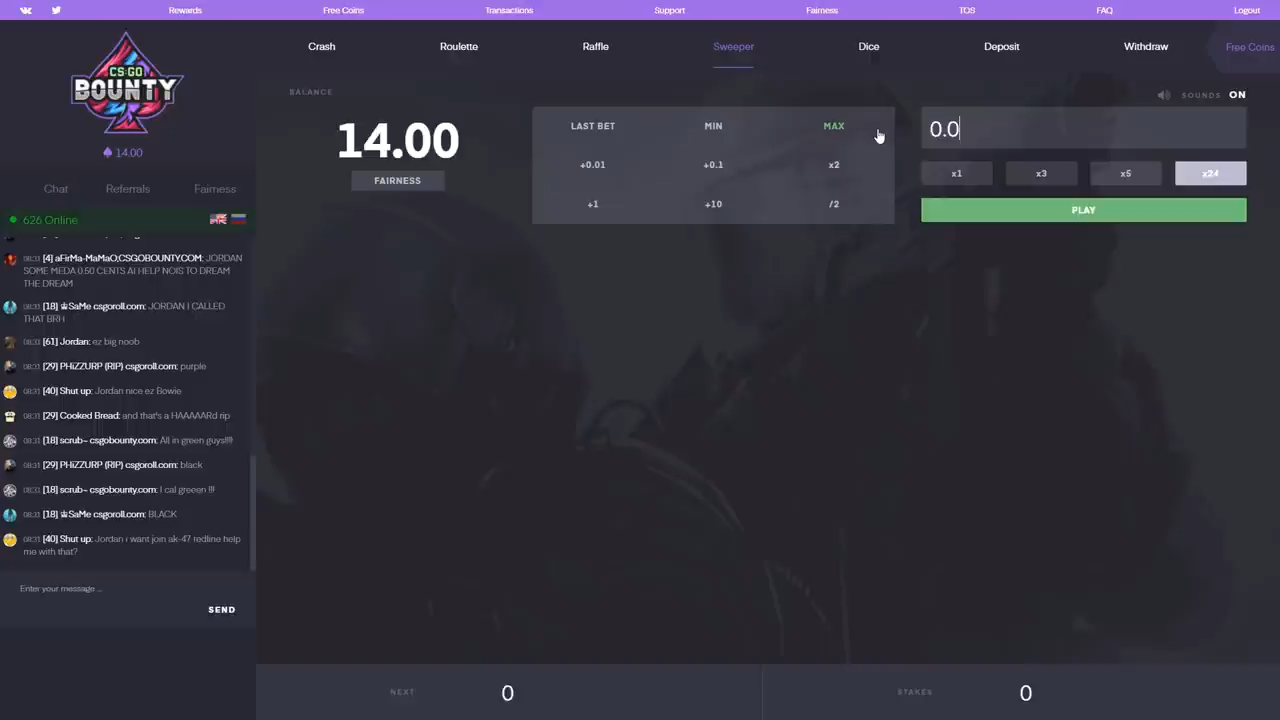 Rewards Free Coins Transactions Support Fairness TOS FAQ Logout
CS:GO
BOUNTY
14.00
Chat Referrals Fairness
626 Online
08:31 [4] aFirMa-MaMaO;CSGOBOUNTY.COM: JORDAN
SOME MEDA 0.50 CENTS AI HELP NOIS TO DREAM
THE DREAM
08:31 [18] ♚SaMe csgoroll.com: JORDAN I CALLED
THAT BRH
08:31 [61] Jordan: ez big noob
08:31 [29] PHiZZURP (RIP) csgoroll.com: purple
08:31 [40] Shut up: Jordan nice ez Bowie
08:31 [29] Cooked Bread: and that's a HAAAARd rip
08:31 [18] scrub~ csgobounty.com: All in green guys!!!!
08:31 [29] PHiZZURP (RIP) csgoroll.com: black
08:31 [18] scrub~ csgobounty.com: I cal greeen !!!
08:31 [18] ♚SaMe csgoroll.com: BLACK
08:31 [40] Shut up: Jordan i want join ak-47 redline help
me with that?
Enter your message ...
SEND
Crash Roulette Raffle Sweeper Dice Deposit Withdraw Free Coins
BALANCE
14.00
FAIRNESS
LAST BET MIN MAX
+0.01 +0.1 x2
+1 +10 /2
SOUNDS ON
0.0
x1 x3 x5 x24
PLAY
NEXT 0
STAKES 0